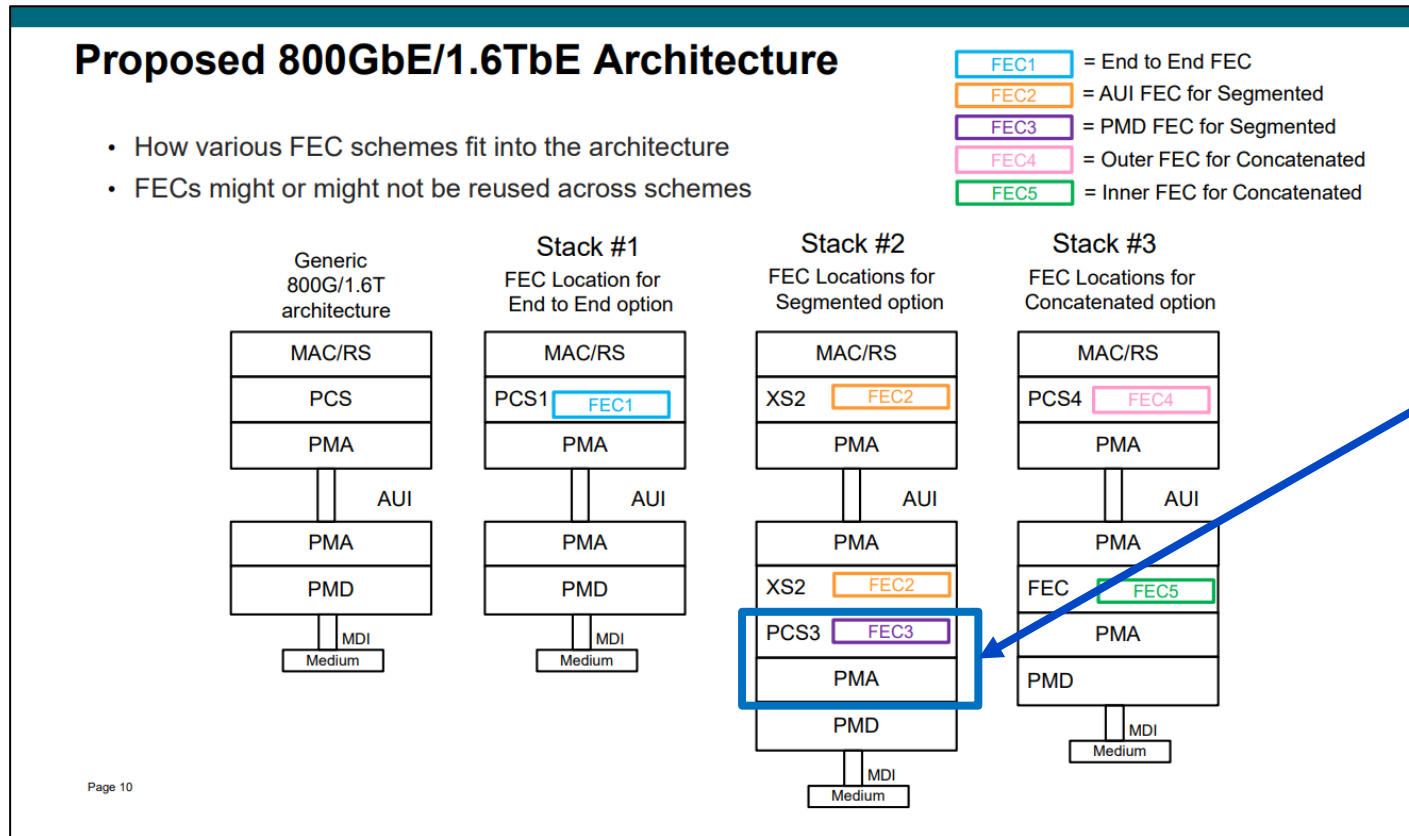 Proposed 800GbE/1.6TbE Architecture
• How various FEC schemes fit into the architecture
• FECs might or might not be reused across schemes
FEC1 = End to End FEC
FEC2 = AUI FEC for Segmented
FEC3 = PMD FEC for Segmented
FEC4 = Outer FEC for Concatenated
FEC5 = Inner FEC for Concatenated
Generic
800G/1.6T
architecture
MAC/RS
PCS
PMA
AUI
PMA
PMD
MDI
Medium
Stack #1
FEC Location for
End to End option
MAC/RS
PCS1 FEC1
PMA
AUI
PMA
PMD
MDI
Medium
Stack #2
FEC Locations for
Segmented option
MAC/RS
XS2 FEC2
PMA
AUI
PMA
XS2 FEC2
PCS3 FEC3
PMA
PMD
MDI
Medium
Stack #3
FEC Locations for
Concatenated option
MAC/RS
PCS4 FEC4
PMA
AUI
PMA
FEC FEC5
PMA
PMD
MDI
Medium
Page 10